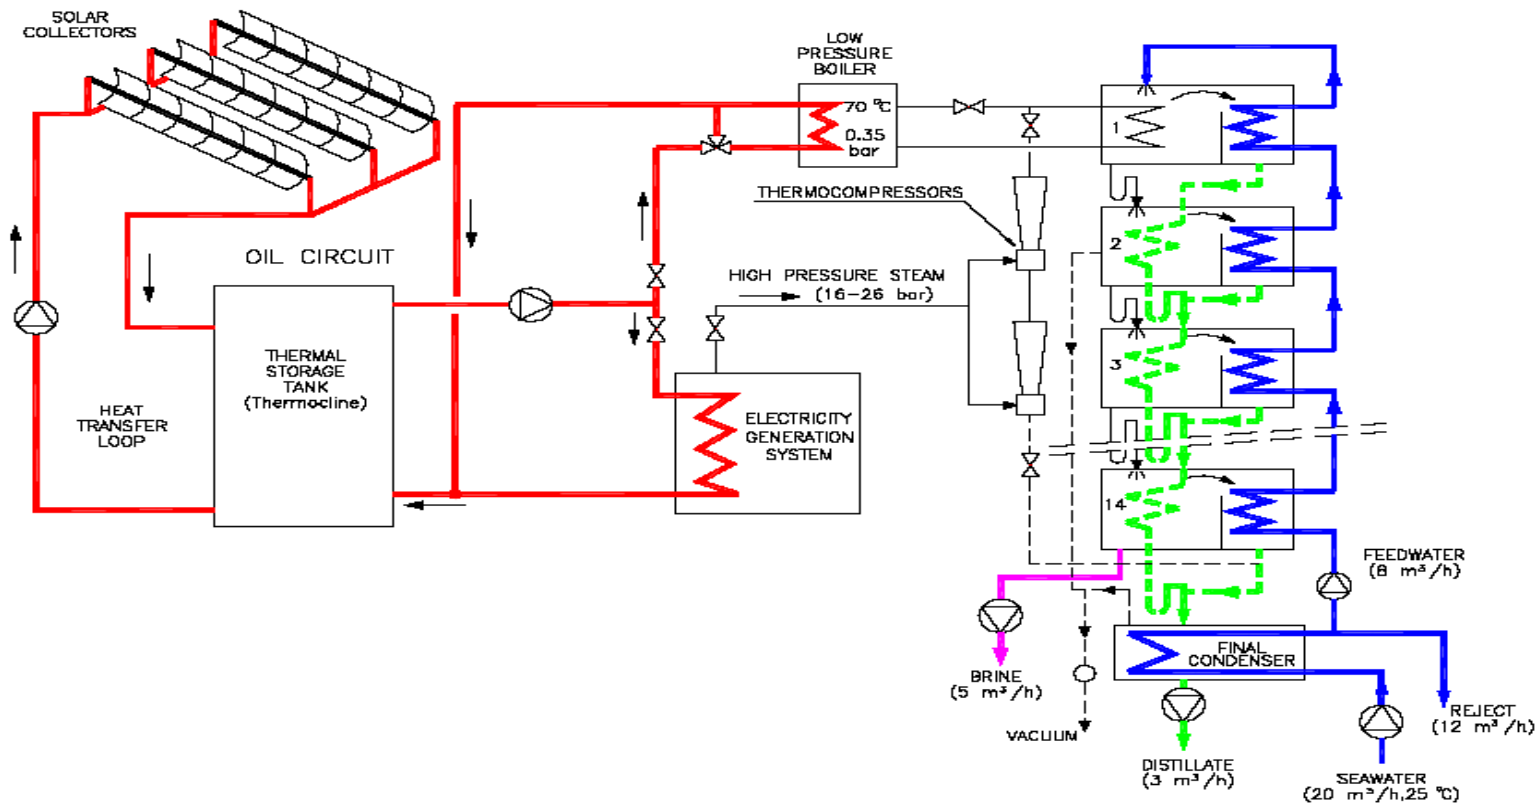 SOLAR
COLLECTORS
LOW
PRESSURE
BOILER
70 °C
0.35
bar
1
THERMOCOMPRESSORS
2
OIL CIRCUIT
HIGH PRESSURE STEAM
(16-26 bar)
THERMAL
STORAGE
TANK
(Thermocline)
3
HEAT
TRANSFER
LOOP
ELECTRICITY
GENERATION
SYSTEM
14
FEEDWATER
(8 m³/h)
FINAL
CONDENSER
BRINE
(5 m³/h)
REJECT
(12 m³/h)
VACUUM
DISTILLATE
(3 m³/h)
SEAWATER
(20 m³/h,25 °C)